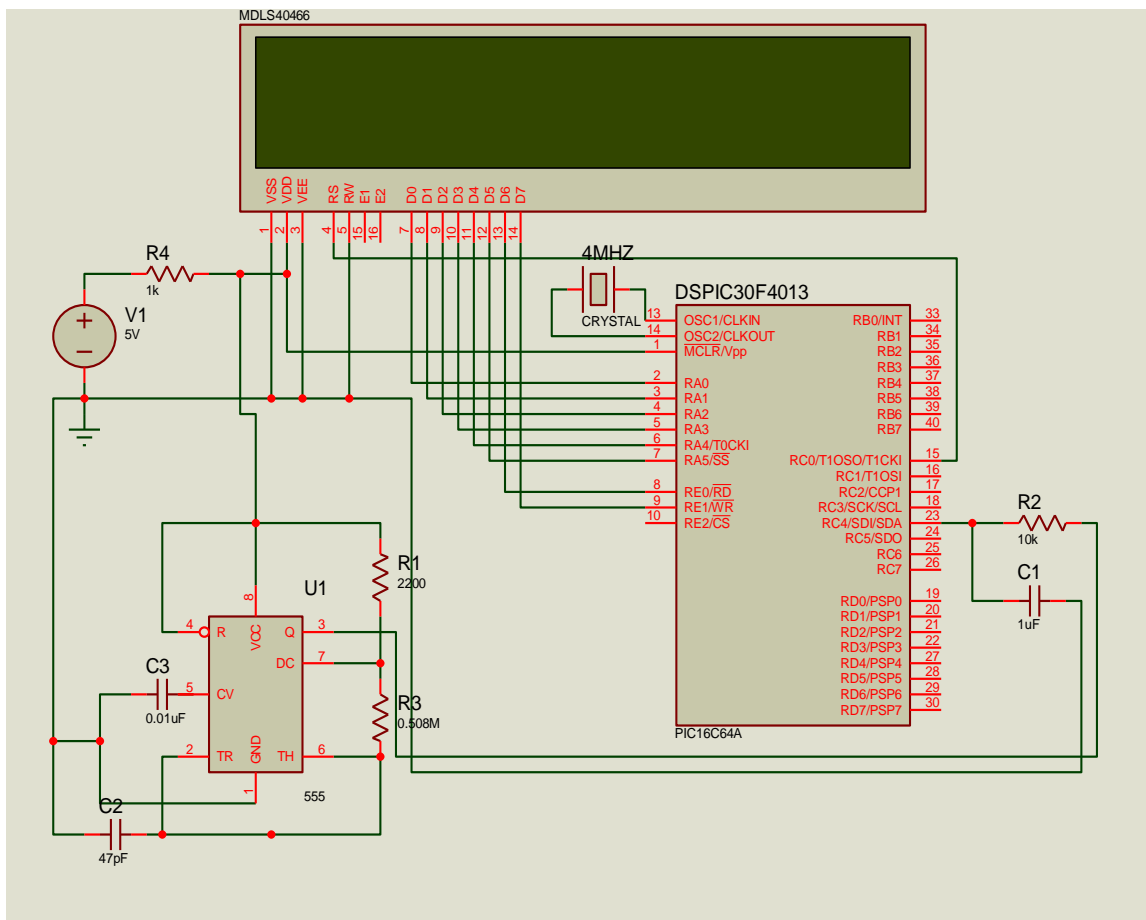 MDLS40466
VSS
VDD
VEE
RS
RW
E1
E2
D0
D1
D2
D3
D4
D5
D6
D7
1
2
3
4
5
15
16
7
8
9
10
11
12
13
14
R4
1k
V1
5V
4MHZ
CRYSTAL
DSPIC30F4013
13 OSC1/CLKIN RB0/INT 33
14 OSC2/CLKOUT RB1 34
1 MCLR/Vpp RB2 35
RB3 36
2 RA0 RB4 37
3 RA1 RB5 38
4 RA2 RB6 39
5 RA3 RB7 40
6 RA4/T0CKI
7 RA5/SS RC0/T1OSO/T1CKI 15
RC1/T1OSI 16
8 RE0/RD RC2/CCP1 17
9 RE1/WR RC3/SCK/SCL 18
10 RE2/CS RC4/SDI/SDA 23
RC5/SDO 24
RC6 25
RC7 26
RD0/PSP0 19
RD1/PSP1 20
RD2/PSP2 21
RD3/PSP3 22
RD4/PSP4 27
RD5/PSP5 28
RD6/PSP6 29
RD7/PSP7 30
PIC16C64A
R2
10k
C1
1uF
R1
2200
U1
8
VCC
4 R Q 3
DC 7
C3
0.01uF
5 CV
R3
0.508M
2 TR TH 6
GND
1
555
C2
47pF